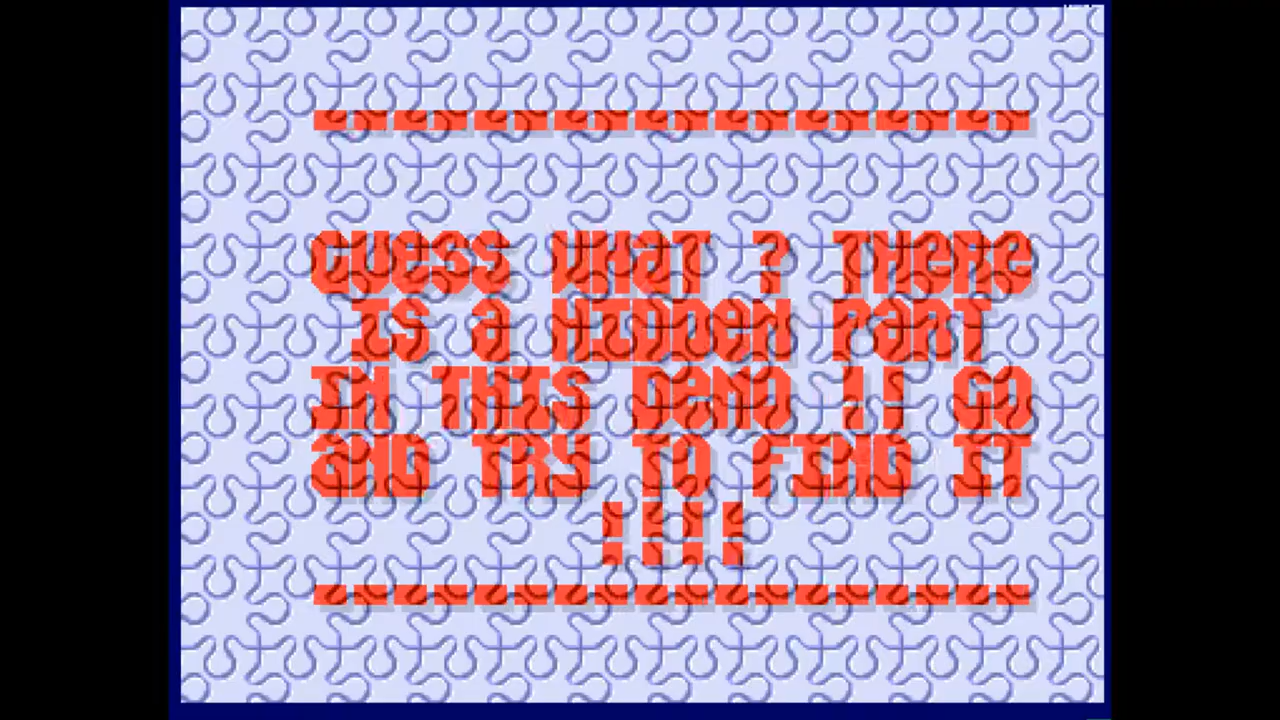 ------------------
GUeSS WHaT ? THeRe
IS a HIDDeN PaRT
IN THIS DeMO !! GO
aND TRY TO FIND IT
!!!!
------------------